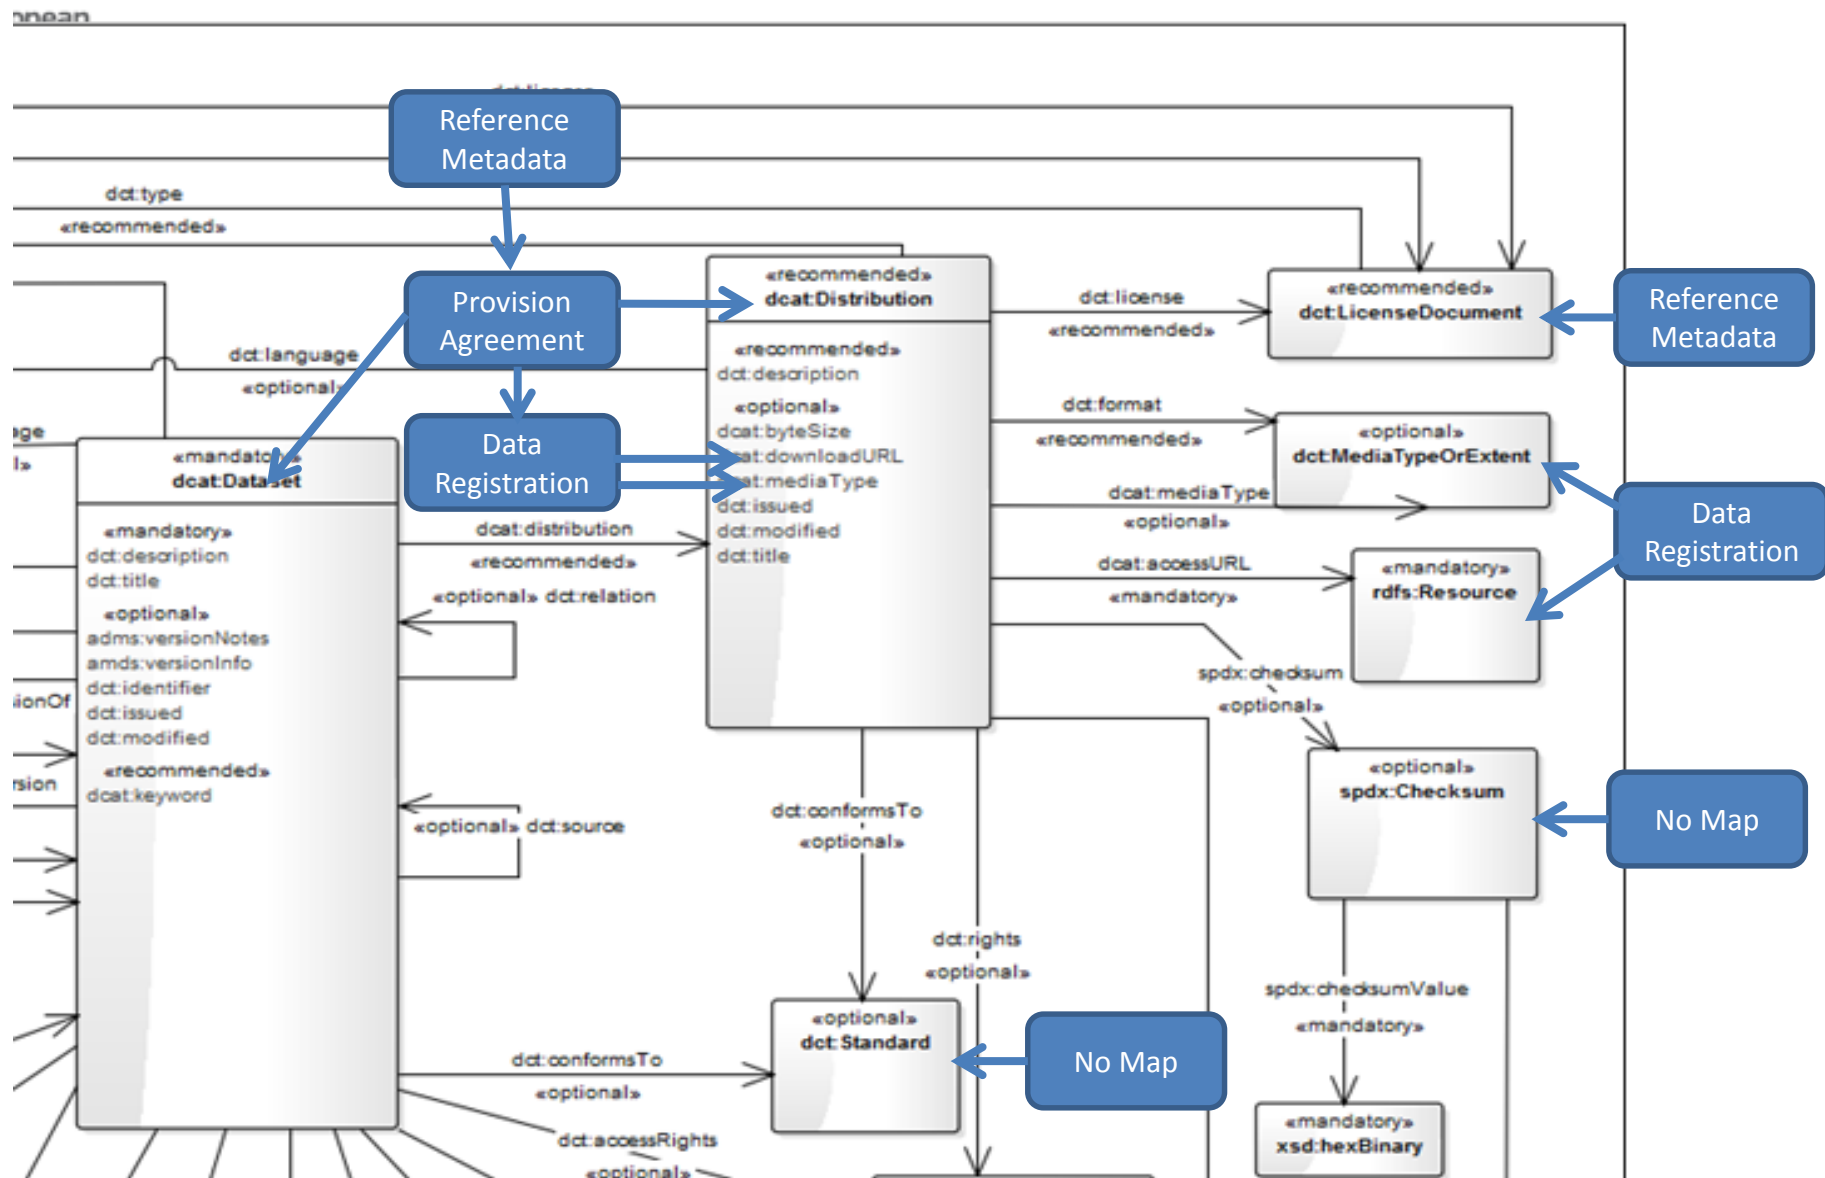 Reference
Metadata
dct:type
«recommended»
«recommended»
dcat:Distribution
«recommended»
dct:description
«optional»
dcat:byteSize
dcat:downloadURL
dcat:mediaType
dct:issued
dct:modified
dct:title
Provision
Agreement
dct:language
«optional»
Data
Registration
dct:license
«recommended»
«recommended»
dct:LicenseDocument
Reference
Metadata
dct:format
«recommended»
«optional»
dct:MediaTypeOrExtent
dcat:mediaType
«optional»
Data
Registration
dcat:accessURL
«mandatory»
«mandatory»
rdfs:Resource
«mandatory»
dcat:Dataset
«mandatory»
dct:description
dct:title
«optional»
adms:versionNotes
amds:versionInfo
dct:identifier
dct:issued
dct:modified
«recommended»
dcat:keyword
dcat:distribution
«recommended»
«optional» dct:relation
«optional» dct:source
spdx:checksum
«optional»
«optional»
spdx:Checksum
No Map
dct:conformsTo
«optional»
dct:rights
«optional»
spdx:checksumValue
«mandatory»
«optional»
dct:Standard
No Map
dct:conformsTo
«optional»
dct:accessRights
«optional»
«mandatory»
xsd:hexBinary